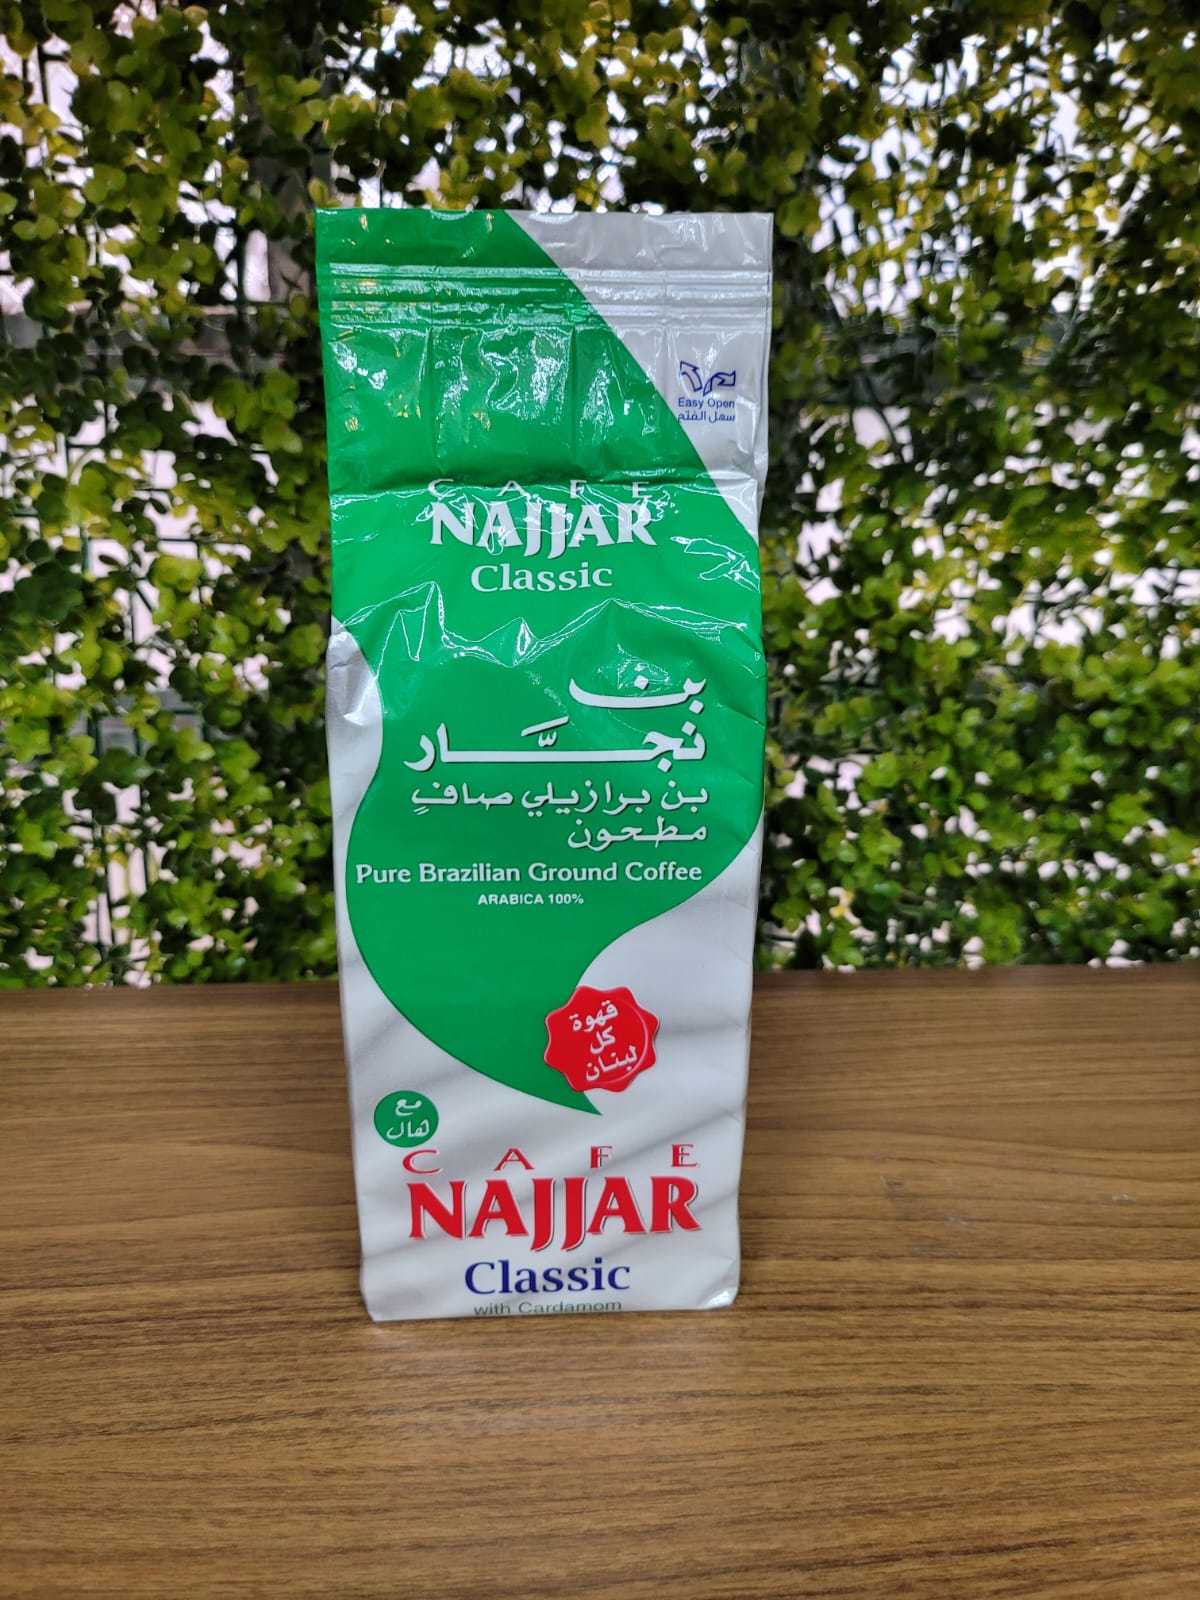 Easy Open
سهل الفتح
CAFE
NAJJAR
Classic
بن
نجَّار
بن برازيلي صافٍ
مطحون
Pure Brazilian Ground Coffee
ARABICA 100%
قهوة
كل
لبنان
مع
هال
CAFE
NAJJAR
Classic
with Cardamom